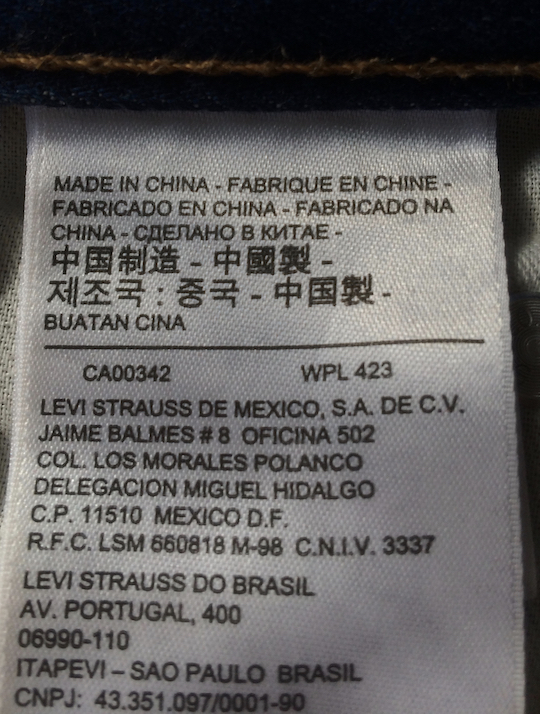 MADE IN CHINA - FABRIQUE EN CHINE -
FABRICADO EN CHINA - FABRICADO NA
CHINA - СДЕЛАНО В КИТАЕ -
中国制造 - 中國製 -
제조국 : 중국 - 中国製 -
BUATAN CINA
CA00342 WPL 423
LEVI STRAUSS DE MEXICO, S.A. DE C.V.
JAIME BALMES # 8 OFICINA 502
COL. LOS MORALES POLANCO
DELEGACION MIGUEL HIDALGO
C.P. 11510 MEXICO D.F.
R.F.C. LSM 660818 M-98 C.N.I.V. 3337
LEVI STRAUSS DO BRASIL
AV. PORTUGAL, 400
06990-110
ITAPEVI – SAO PAULO BRASIL
CNPJ: 43.351.097/0001-90